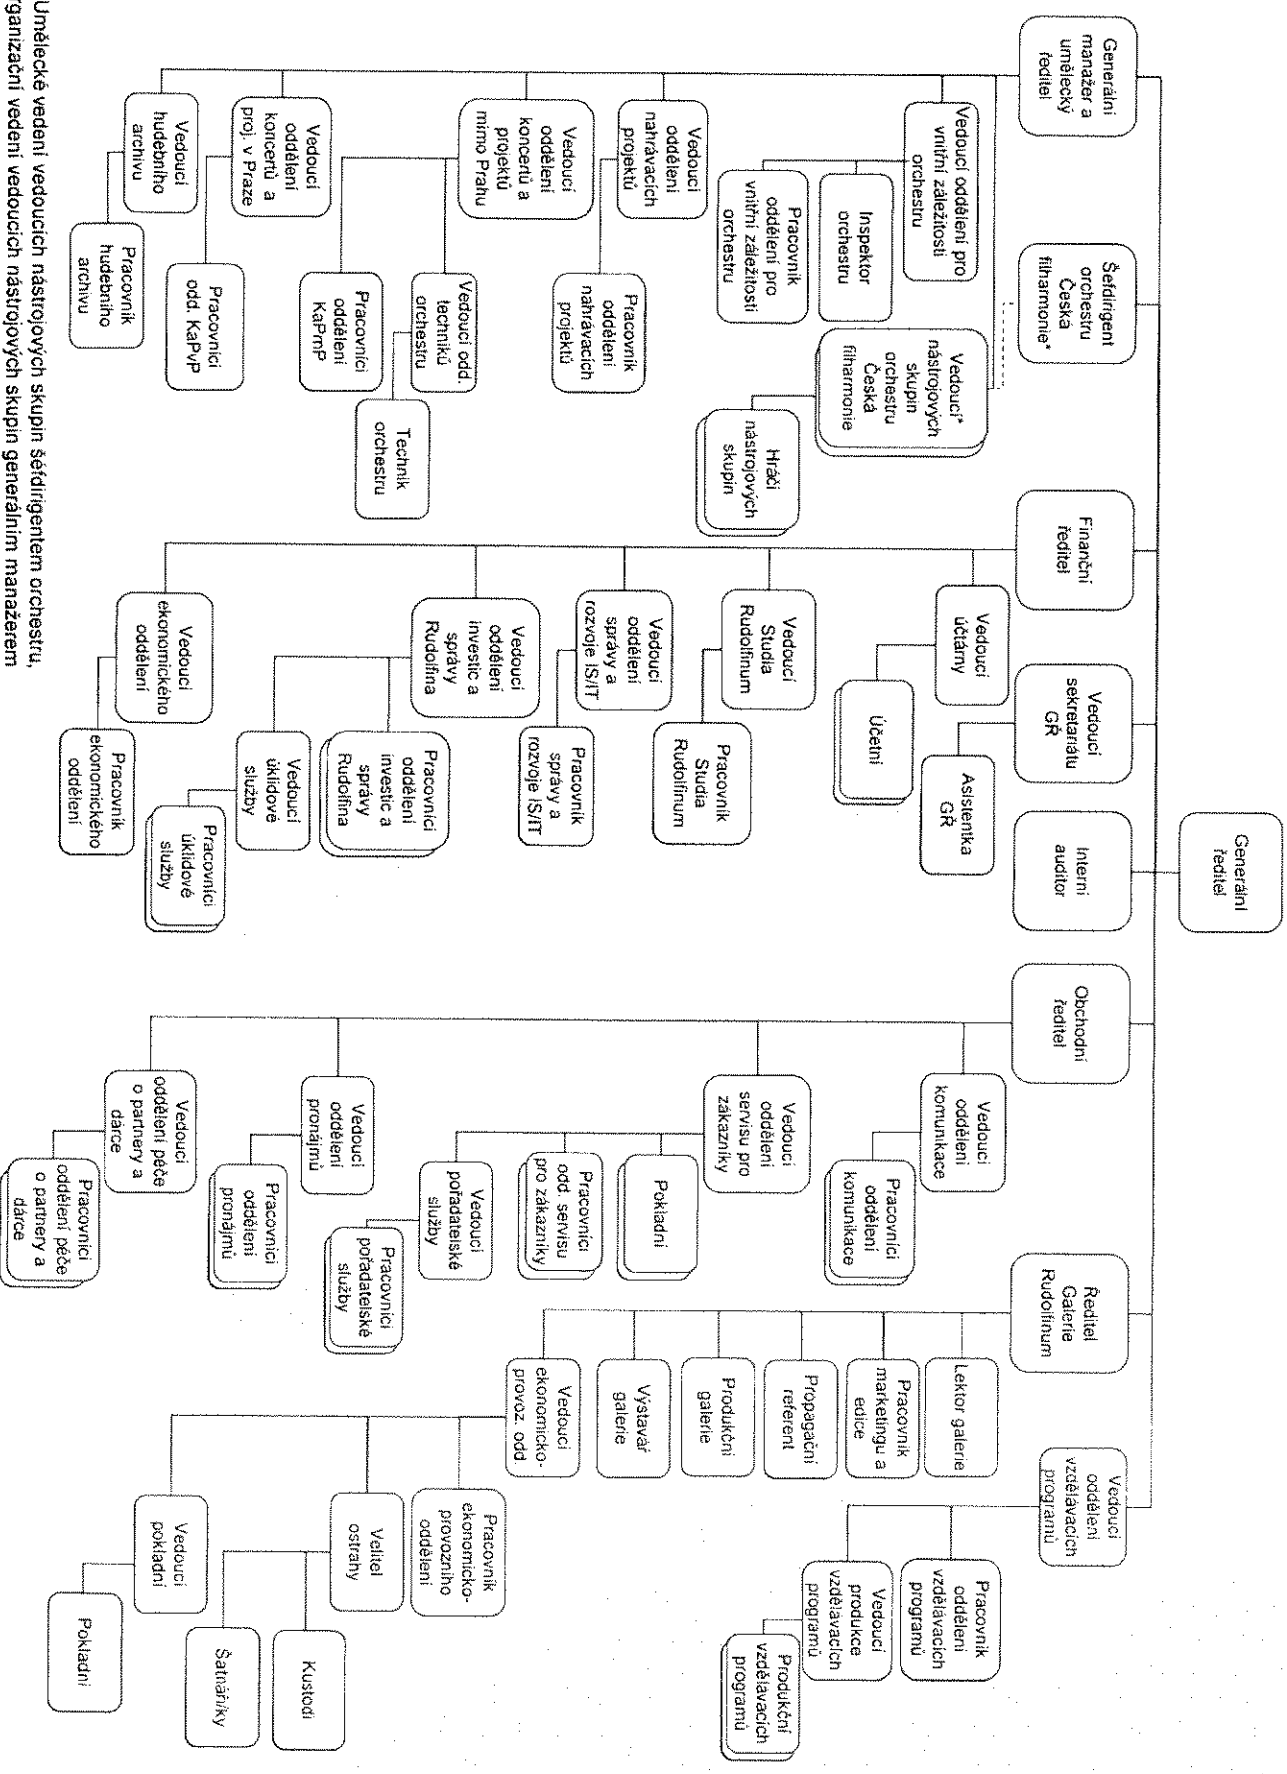 Generální
ředitel
Generální
manažer a
umělecký
ředitel
Šéfdirigent
orchestru
Česká
filharmonie*
Finanční
ředitel
Vedoucí
sekretariátu
GŘ
Interní
auditor
Obchodní
ředitel
Ředitel
Galerie
Rudolfinum
Vedoucí
oddělení
vzdělávacích
programů
Vedoucí oddělení pro
vnitřní záležitosti
orchestru
Inspektor
orchestru
Pracovník
oddělení pro
vnitřní záležitosti
orchestru
Vedoucí*
nástrojových
skupin
orchestru
Česká
filharmonie
Hráči
nástrojových
skupin
Vedoucí
oddělení
nahrávacích
projektů
Pracovník
oddělení
nahrávacích
projektů
Vedoucí
oddělení
koncertů a
projektů
mimo Prahu
Vedoucí odd.
techniků
orchestru
Technik
orchestru
Pracovníci
oddělení
KaPmP
Vedoucí
oddělení
koncertů a
proj. v Praze
Pracovníci
odd. KaPvP
Vedoucí
hudebního
archivu
Pracovník
hudebního
archivu
Vedoucí
účtárny
Účetní
Vedoucí
Studia
Rudolfinum
Pracovník
Studia
Rudolfinum
Vedoucí
oddělení
správy a
rozvoje IS/IT
Pracovník
správy a
rozvoje IS/IT
Vedoucí
oddělení
investic a
správy
Rudolfina
Pracovníci
oddělení
investic a
správy
Rudolfina
Vedoucí
úklidové
služby
Pracovníci
úklidové
služby
Vedoucí
ekonomického
oddělení
Pracovník
ekonomického
oddělení
Asistentka
GŘ
Vedoucí
oddělení
komunikace
Pracovníci
oddělení
komunikace
Vedoucí
oddělení
servisu pro
zákazníky
Pokladní
Pracovníci
odd. servisu
pro zákazníky
Vedoucí
pořadatelské
služby
Pracovníci
pořadatelské
služby
Vedoucí
oddělení
pronájmů
Pracovníci
oddělení
pronájmů
Vedoucí
oddělení péče
o partnery a
dárce
Pracovníci
oddělení péče
o partnery a
dárce
Lektor galerie
Pracovník
marketingu a
edice
Propagační
referent
Produkční
galerie
Výstavář
galerie
Vedoucí
ekonomicko-
provoz. odd.
Pracovník
ekonomicko-
provozního
oddělení
Velitel
ostrahy
Kustodi
Šatnáři/ky
Vedoucí
pokladní
Pokladní
Pracovník
oddělení
vzdělávacích
programů
Vedoucí
produkce
vzdělávacích
programů
Produkční
vzdělávacích
programů
Umělecké vedení vedoucích nástrojových skupin šéfdirigentem orchestru,
rganizační vedení vedoucích nástrojových skupin generálním manažerem